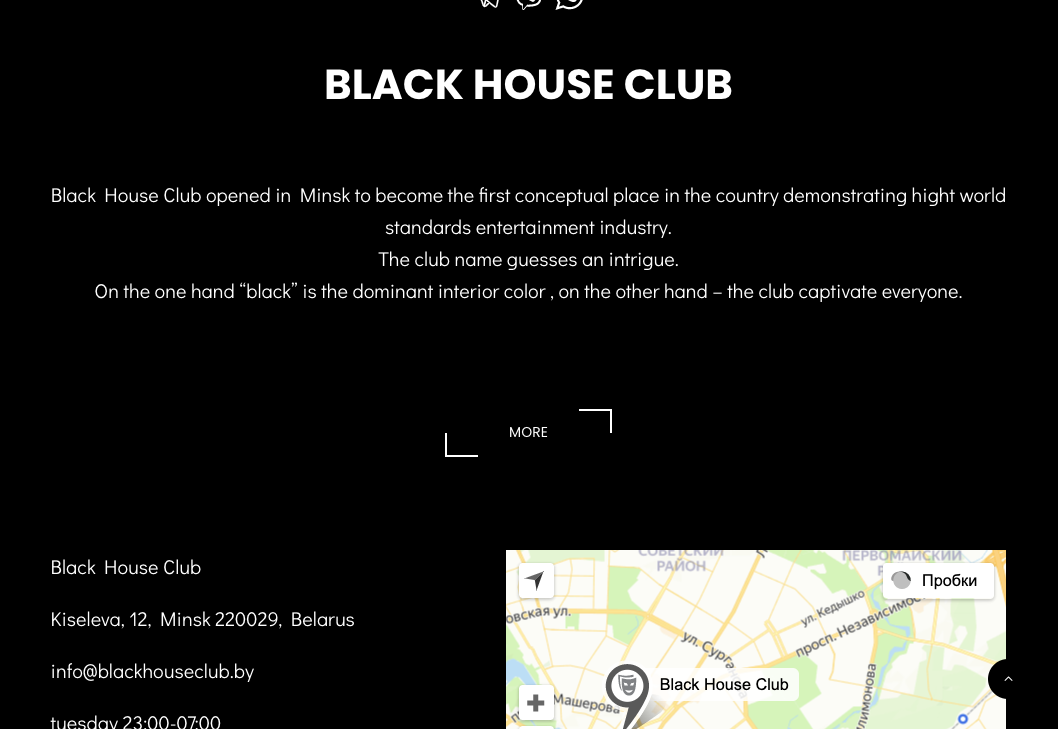 BLACK HOUSE CLUB
Black House Club opened in Minsk to become the first conceptual place in the country demonstrating hight world
standards entertainment industry.
The club name guesses an intrigue.
On the one hand “black” is the dominant interior color , on the other hand – the club captivate everyone.
MORE
Black House Club
Kiseleva, 12, Minsk 220029, Belarus
info@blackhouseclub.by
tuesday 23:00-07:00
СОВЕТСКИЙ
РАЙОН
ПЕРВОМАЙСКИЙ
Пробки
овская ул.
ул. Кедышко
просп. Независимос
ул. Сурга
Black House Club
Машерова
лимонова